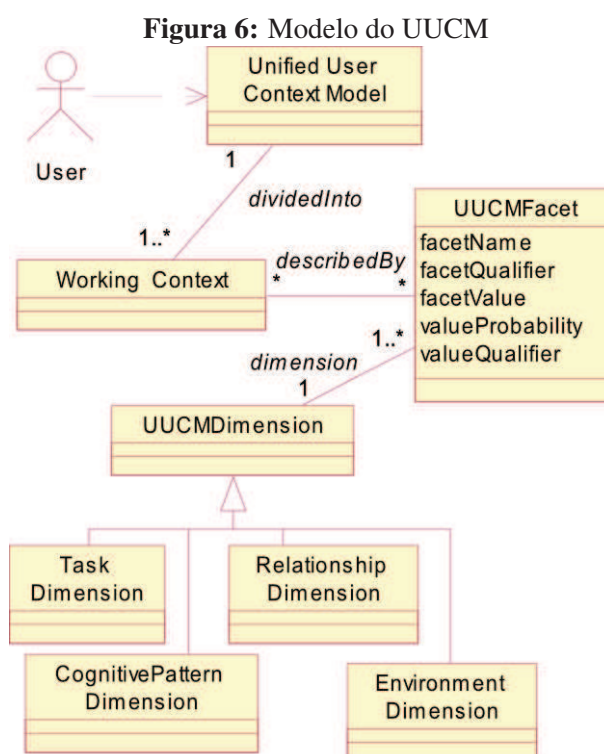 Figura 6: Modelo do UUCM
Unified User
Context Model
User
1
dividedInto
1..*
UUCMFacet
facetName
facetQualifier
facetValue
valueProbability
valueQualifier
describedBy
Working Context
*
*
1..*
dimension
1
UUCMDimension
Task
Dimension
Relationship
Dimension
CognitivePattern
Dimension
Environment
Dimension